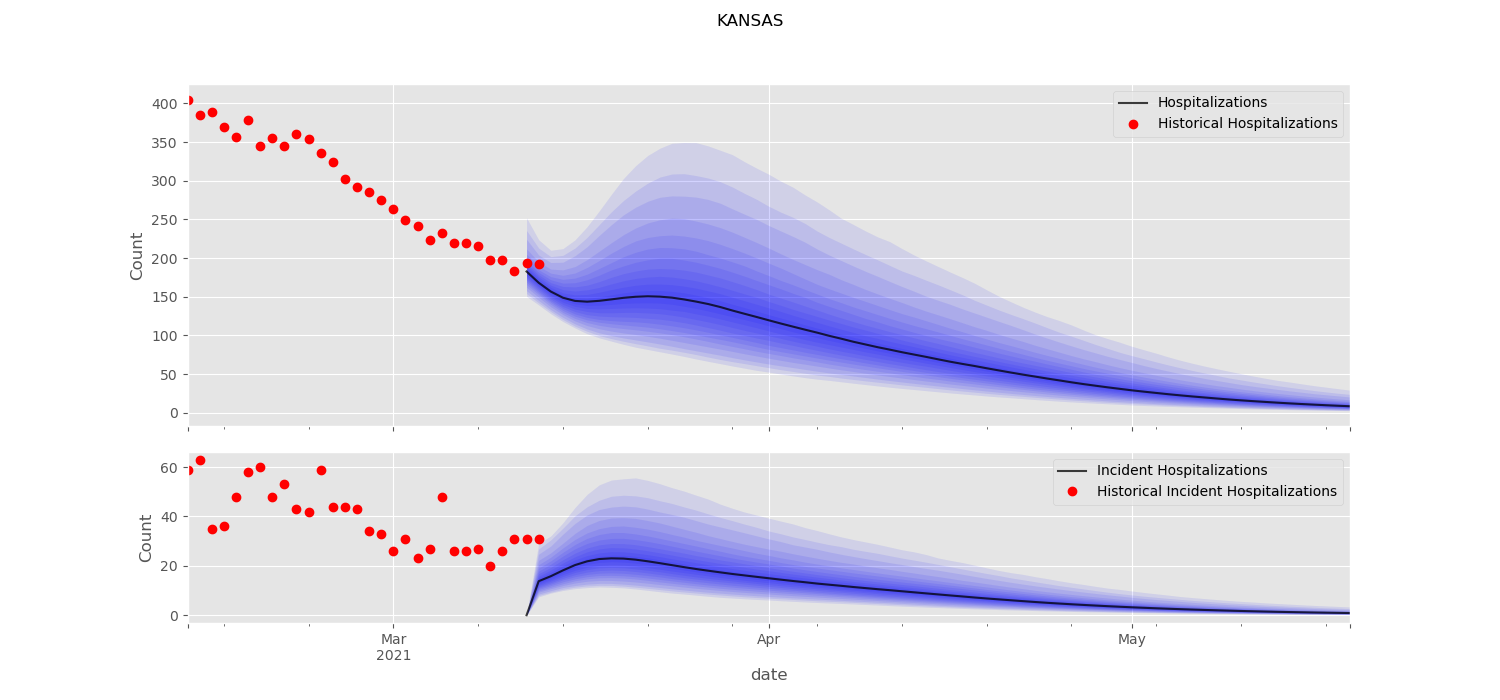 KANSAS
Hospitalizations
Historical Hospitalizations
400
350
300
250
200
150
100
50
0
Count
Incident Hospitalizations
Historical Incident Hospitalizations
60
40
20
0
Count
Mar
2021
Apr
May
date